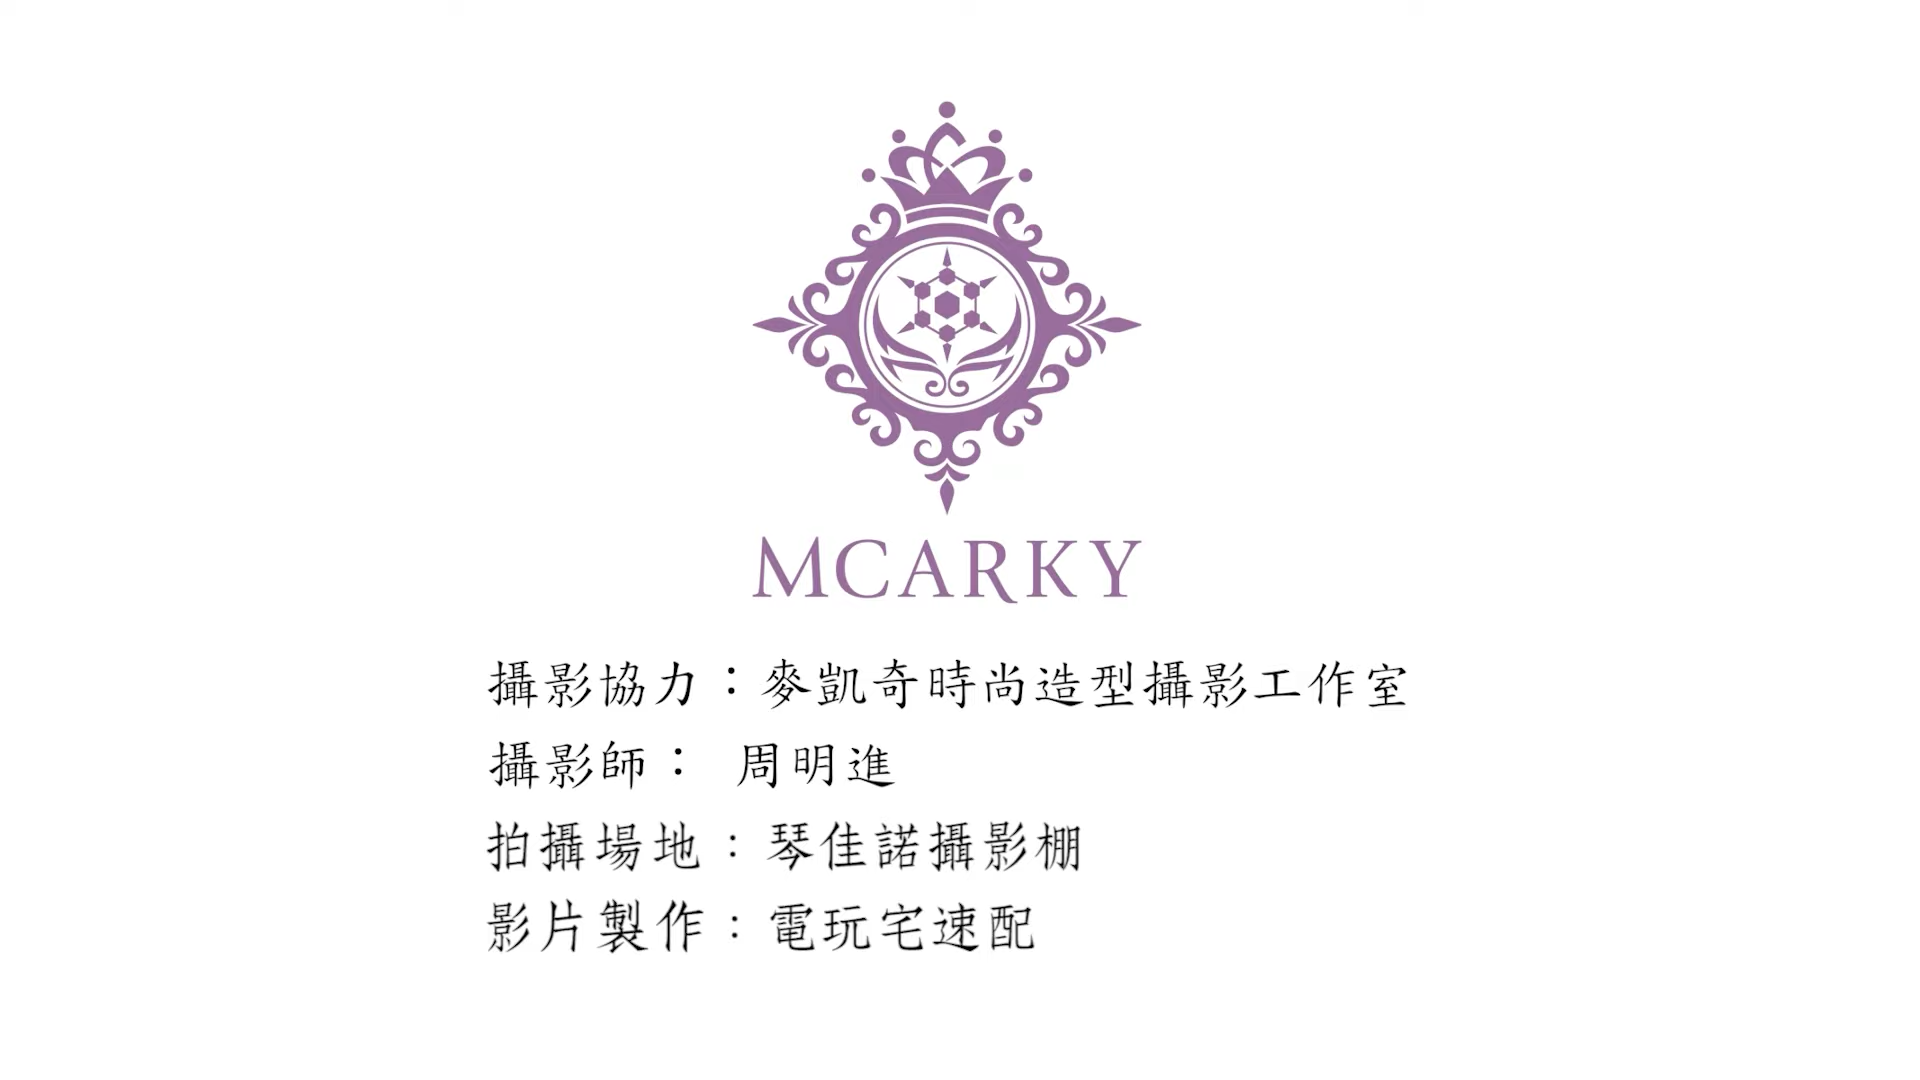 MCARKY
攝影協力：麥凱奇時尚造型攝影工作室
攝影師： 周明進
拍攝場地：琴佳諾攝影棚
影片製作：電玩宅速配